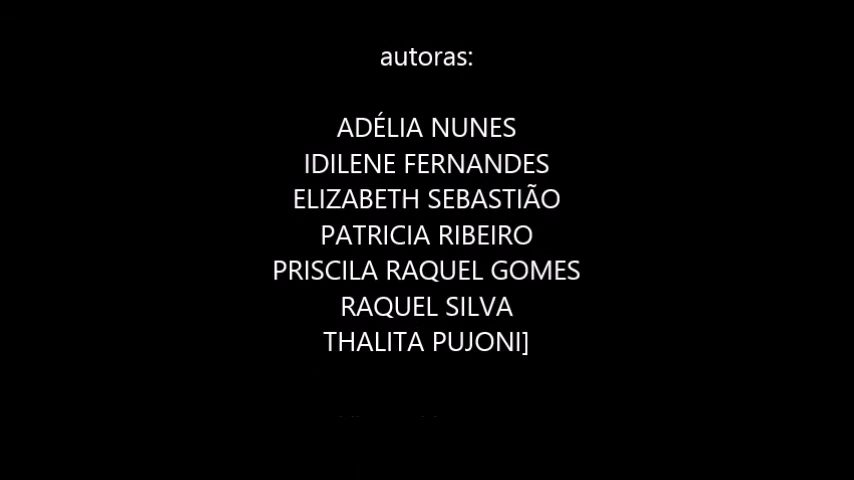 autoras:
ADÉLIA NUNES
IDILENE FERNANDES
ELIZABETH SEBASTIÃO
PATRICIA RIBEIRO
PRISCILA RAQUEL GOMES
RAQUEL SILVA
THALITA PUJONI]